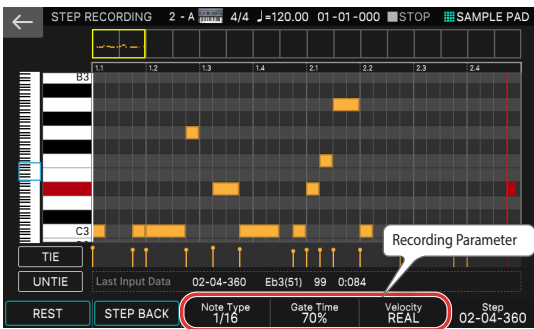 STEP RECORDING 2 - A 4/4 ♩=120.00 01-01-000 STOP SAMPLE PAD
1.1 1.2 1.3 1.4 2.1 2.2 2.3 2.4
B3
C3
Recording Parameter
TIE
UNTIE Last Input Data 02-04-360 Eb3(51) 99 0:084
REST STEP BACK Note Type Gate Time Velocity Step
1/16 70% REAL 02-04-360